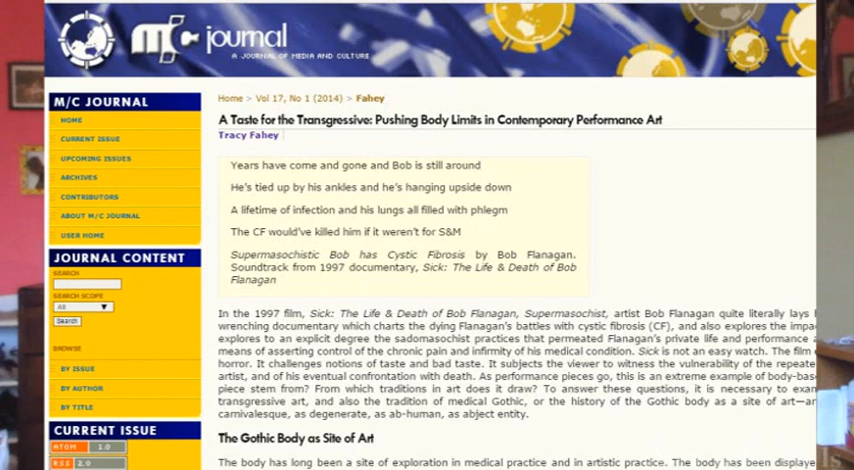 M/C journal
A JOURNAL OF MEDIA AND CULTURE
M/C JOURNAL
HOME
CURRENT ISSUE
UPCOMING ISSUES
ARCHIVES
CONTRIBUTORS
ABOUT M/C JOURNAL
USER HOME
JOURNAL CONTENT
SEARCH
SEARCH SCOPE
All
Search
BROWSE
BY ISSUE
BY AUTHOR
BY TITLE
CURRENT ISSUE
ATOM 1.0
RSS 2.0
Home > Vol 17, No 1 (2014) > Fahey
A Taste for the Transgressive: Pushing Body Limits in Contemporary Performance Art
Tracy Fahey
Years have come and gone and Bob is still around
He's tied up by his ankles and he's hanging upside down
A lifetime of infection and his lungs all filled with phlegm
The CF would've killed him if it weren't for S&M
Supermasochistic Bob has Cystic Fibrosis by Bob Flanagan.
Soundtrack from 1997 documentary, Sick: The Life & Death of Bob
Flanagan
In the 1997 film, Sick: The Life & Death of Bob Flanagan, Supermasochist, artist Bob Flanagan quite literally lays
wrenching documentary which charts the dying Flanagan's battles with cystic fibrosis (CF), and also explores the
explores to an explicit degree the sadomasochist practices that permeated Flanagan's private life and performance
means of asserting control of the chronic pain and infirmity of his medical condition. Sick is not an easy watch. The film
horror. It challenges notions of taste and bad taste. It subjects the viewer to witness the vulnerability of the
artist, and of his eventual confrontation with death. As performance pieces go, this is an extreme example of
piece stem from? From which traditions in art does it draw? To answer these questions, it is necessary to
transgressive art, and also the tradition of medical Gothic, or the history of the Gothic body as a site of art—
carnivalesque, as degenerate, as ab-human, as abject entity.
The Gothic Body as Site of Art
The body has long been a site of exploration in medical practice and in artistic practice. The body has been